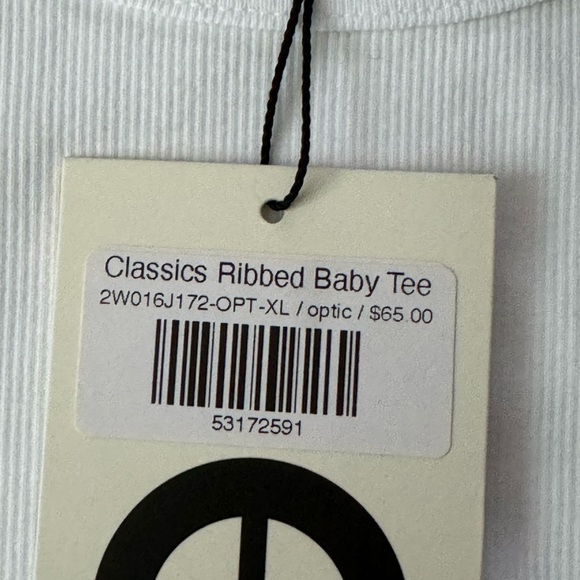 Classics Ribbed Baby Tee
2W016J172-OPT-XL / optic / $65.00
53172591